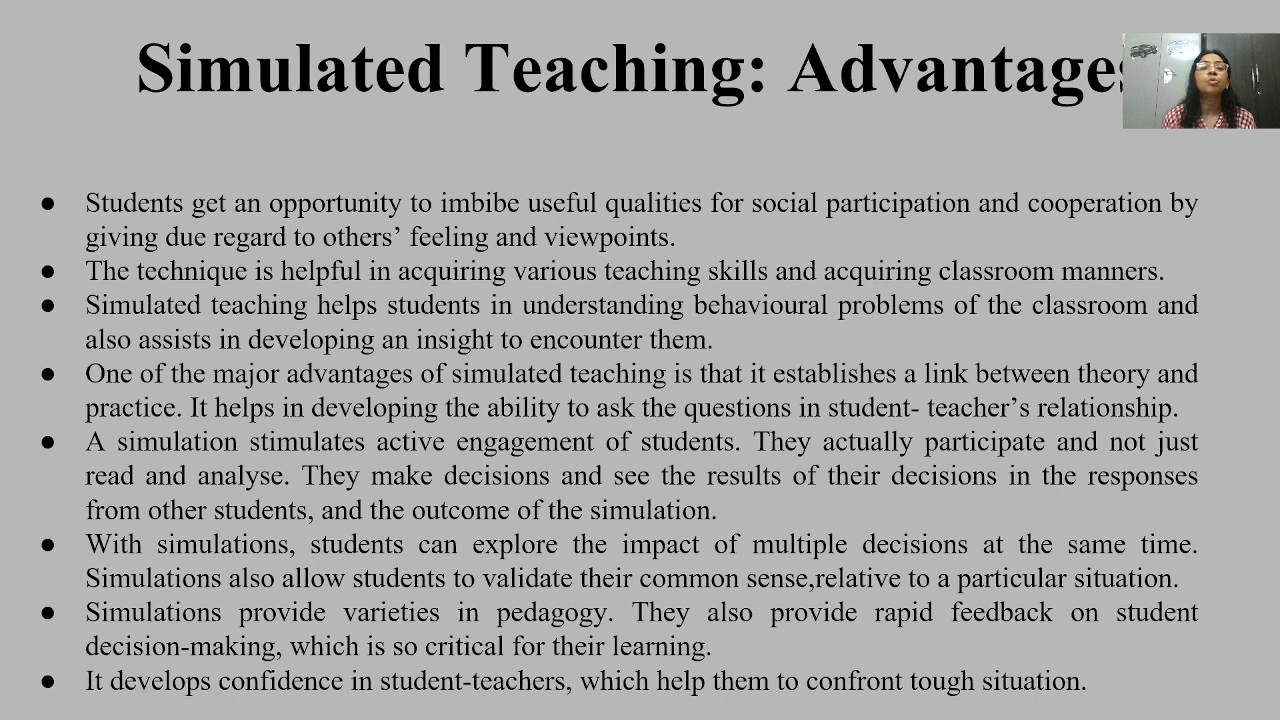 Simulated Teaching: Advantages
● Students get an opportunity to imbibe useful qualities for social participation and cooperation by
giving due regard to others’ feeling and viewpoints.
● The technique is helpful in acquiring various teaching skills and acquiring classroom manners.
● Simulated teaching helps students in understanding behavioural problems of the classroom and
also assists in developing an insight to encounter them.
● One of the major advantages of simulated teaching is that it establishes a link between theory and
practice. It helps in developing the ability to ask the questions in student- teacher’s relationship.
● A simulation stimulates active engagement of students. They actually participate and not just
read and analyse. They make decisions and see the results of their decisions in the responses
from other students, and the outcome of the simulation.
● With simulations, students can explore the impact of multiple decisions at the same time.
Simulations also allow students to validate their common sense,relative to a particular situation.
● Simulations provide varieties in pedagogy. They also provide rapid feedback on student
decision-making, which is so critical for their learning.
● It develops confidence in student-teachers, which help them to confront tough situation.